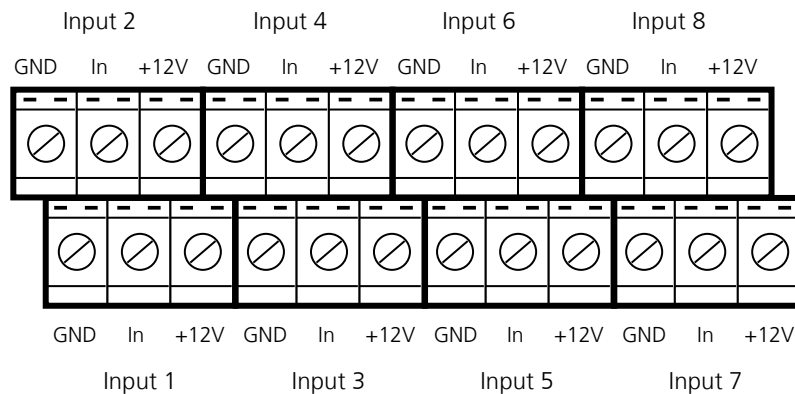 Input 2 Input 4 Input 6 Input 8
GND In +12V GND In +12V GND In +12V GND In +12V
GND In +12V GND In +12V GND In +12V GND In +12V
Input 1 Input 3 Input 5 Input 7